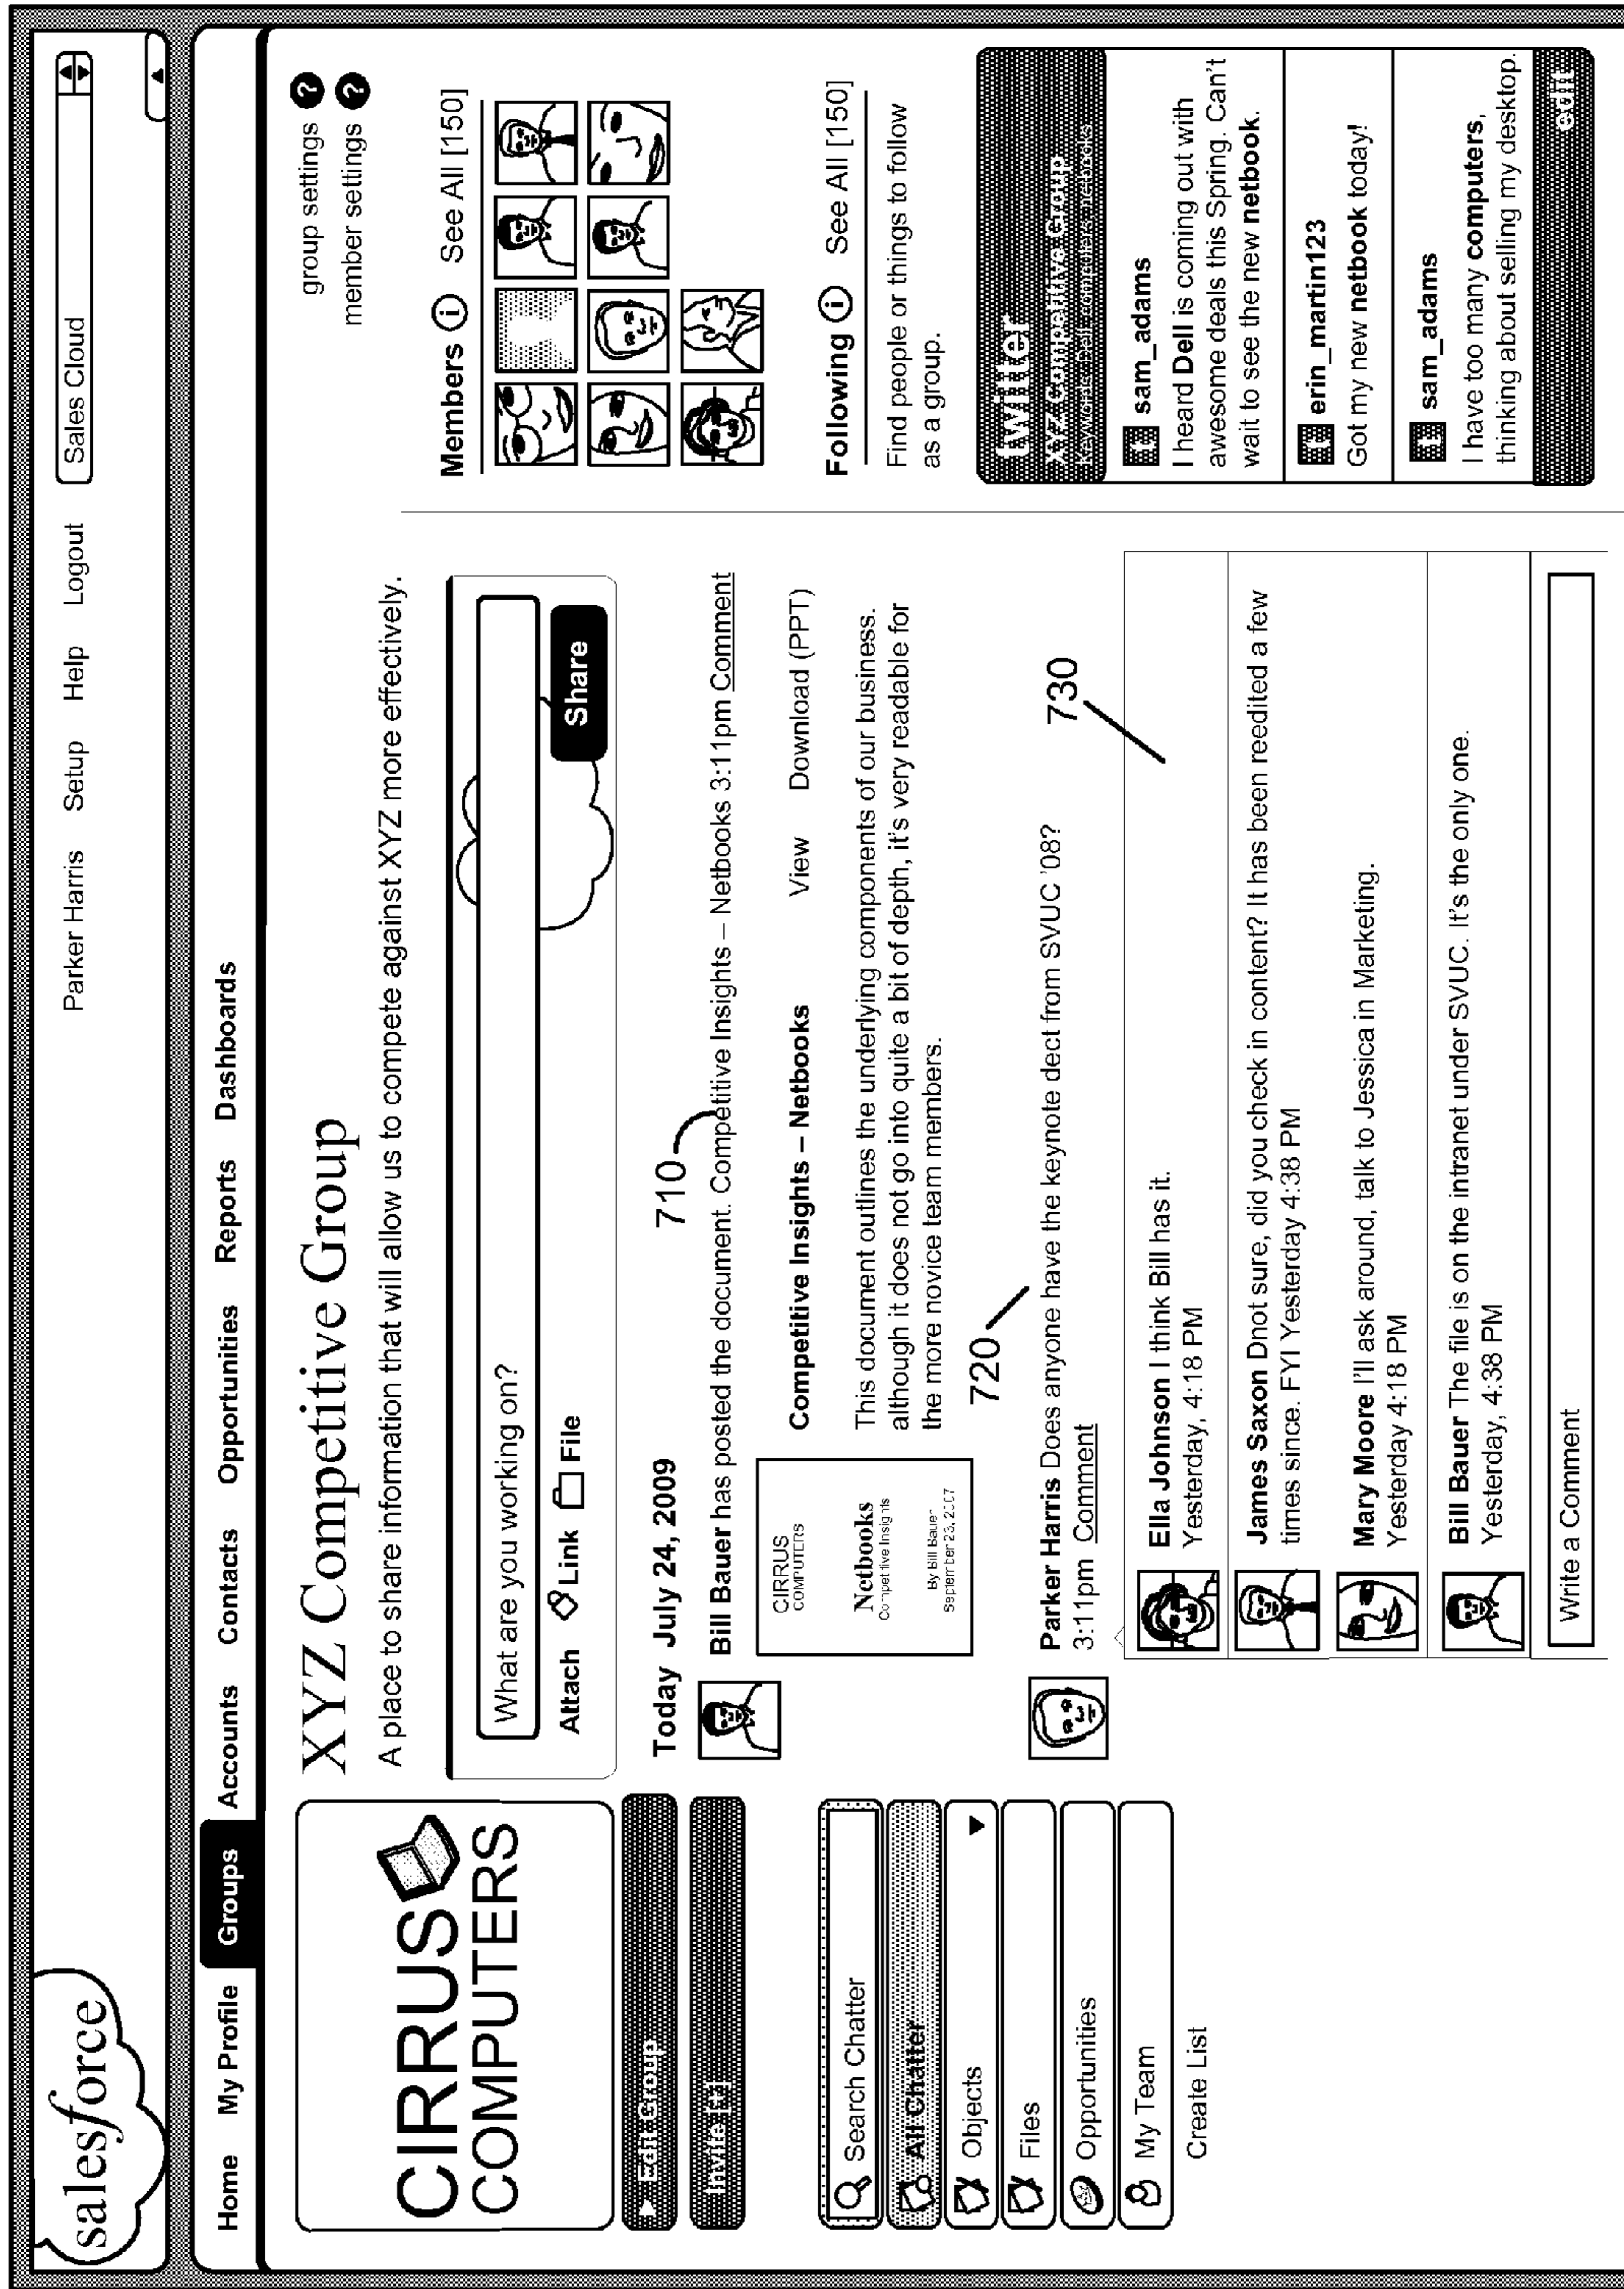 salesforce
Parker Harris Setup Help Logout Sales Cloud
Home My Profile Groups Accounts Contacts Opportunities Reports Dashboards
CIRRUS
COMPUTERS
Edit Group
Invite [+]
Search Chatter
All Chatter
Objects
Files
Opportunities
My Team
Create List
XYZ Competitive Group
A place to share information that will allow us to compete against XYZ more effectively.
What are you working on?
Attach Link File
Share
Today July 24, 2009
710
Bill Bauer has posted the document. Competitive Insights – Netbooks 3:11pm Comment
CIRRUS
COMPUTERS
Netbooks
Competitive Insights
By Bill Bauer
September 23, 2007
Competitive Insights – Netbooks View Download (PPT)
This document outlines the underlying components of our business.
although it does not go into quite a bit of depth, it's very readable for
the more novice team members.
720
Parker Harris Does anyone have the keynote dect from SVUC '08?
3:11pm Comment
730
Ella Johnson I think Bill has it.
Yesterday, 4:18 PM
James Saxon Dnot sure, did you check in content? It has been reedited a few
times since. FYI Yesterday 4:38 PM
Mary Moore I'll ask around, talk to Jessica in Marketing.
Yesterday 4:18 PM
Bill Bauer The file is on the intranet under SVUC. It's the only one.
Yesterday, 4:38 PM
Write a Comment
group settings ?
member settings ?
Members i See All [150]
Following i See All [150]
Find people or things to follow
as a group.
twitter
XYZ Competitive Group
Keywords: Dell, computers, netbooks
sam_adams
I heard Dell is coming out with
awesome deals this Spring. Can't
wait to see the new netbook.
erin_martin123
Got my new netbook today!
sam_adams
I have too many computers,
thinking about selling my desktop.
edit